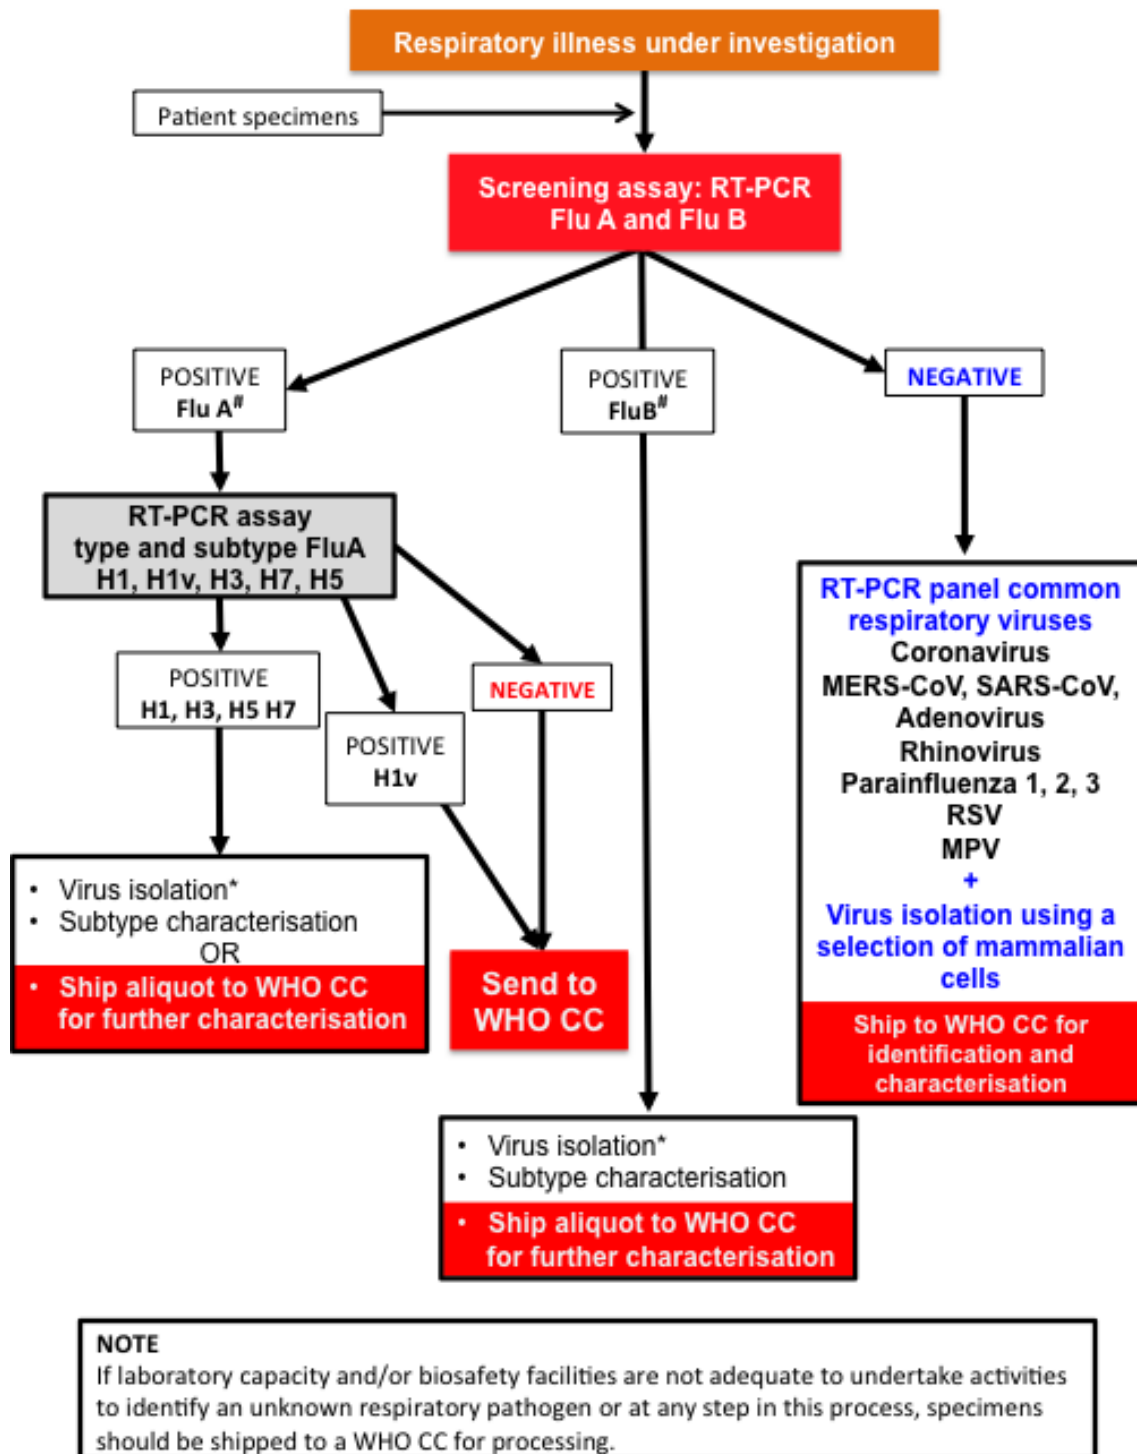 Respiratory illness under investigation
Patient specimens
Screening assay: RT-PCR
Flu A and Flu B
POSITIVE
Flu A#
POSITIVE
FluB#
NEGATIVE
RT-PCR assay
type and subtype FluA
H1, H1v, H3, H7, H5
POSITIVE
H1, H3, H5 H7
POSITIVE
H1v
NEGATIVE
• Virus isolation*
• Subtype characterisation
OR
• Ship aliquot to WHO CC
for further characterisation
Send to
WHO CC
RT-PCR panel common
respiratory viruses
Coronavirus
MERS-CoV, SARS-CoV,
Adenovirus
Rhinovirus
Parainfluenza 1, 2, 3
RSV
MPV
+
Virus isolation using a
selection of mammalian
cells
Ship to WHO CC for
identification and
characterisation
• Virus isolation*
• Subtype characterisation
• Ship aliquot to WHO CC
for further characterisation
NOTE
If laboratory capacity and/or biosafety facilities are not adequate to undertake activities
to identify an unknown respiratory pathogen or at any step in this process, specimens
should be shipped to a WHO CC for processing.